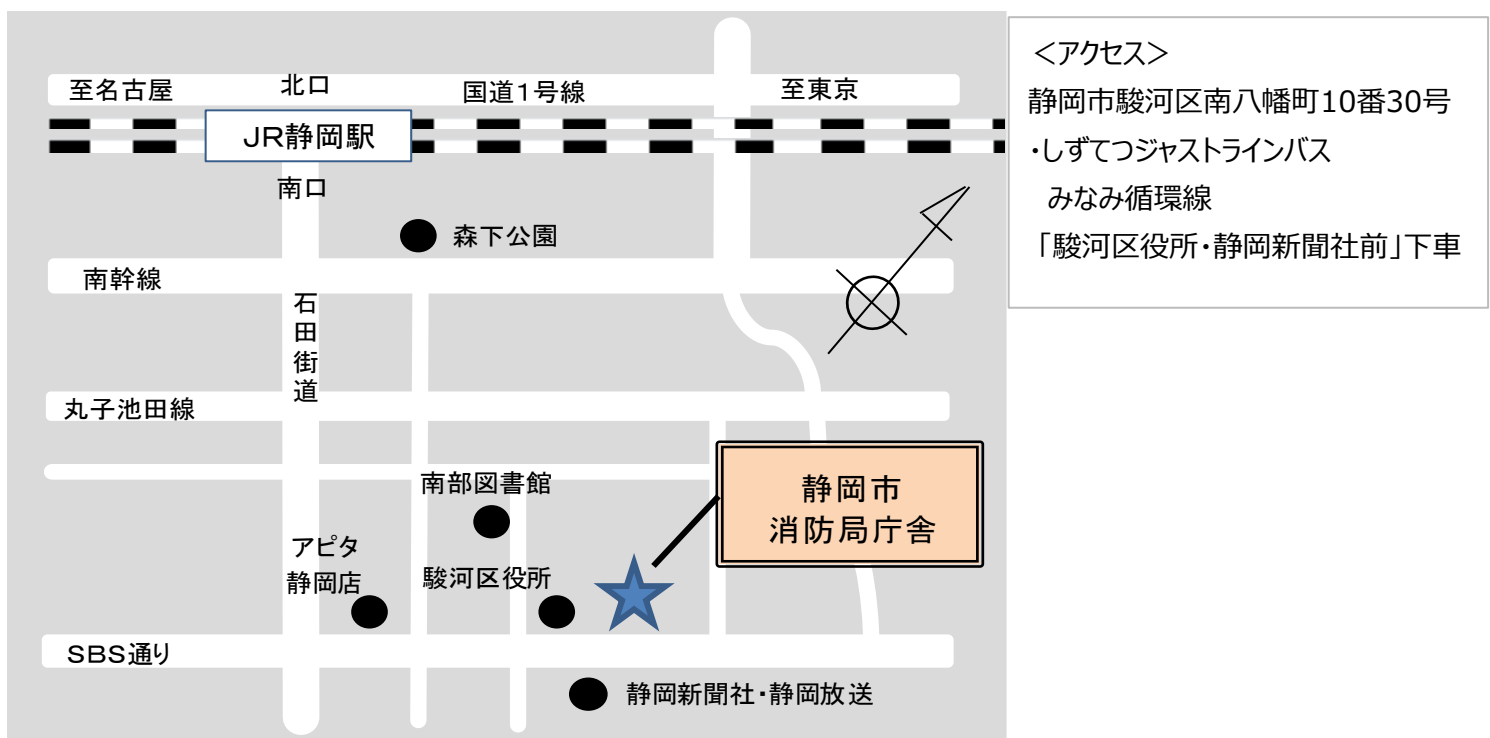 至名古屋
北口
国道1号線
至東京
JR静岡駅
南口
森下公園
南幹線
石田街道
丸子池田線
南部図書館
静岡市
消防局庁舎
アピタ
静岡店
駿河区役所
SBS通り
静岡新聞社・静岡放送
＜アクセス＞
静岡市駿河区南八幡町10番30号
・しずてつジャストラインバス
みなみ循環線
「駿河区役所・静岡新聞社前」下車